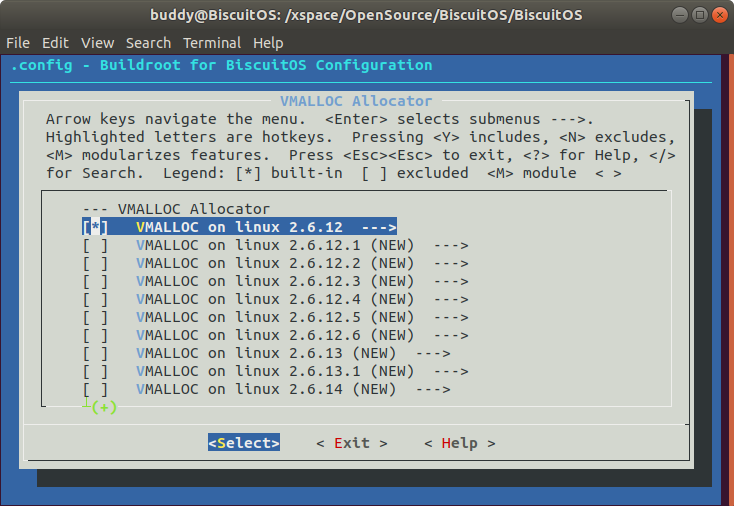 buddy@BiscuitOS: /xspace/OpenSource/BiscuitOS/BiscuitOS
File Edit View Search Terminal Help
.config - Buildroot for BiscuitOS Configuration
VMALLOC Allocator
Arrow keys navigate the menu.  <Enter> selects submenus --->.
Highlighted letters are hotkeys.  Pressing <Y> includes, <N> excludes,
<M> modularizes features.  Press <Esc><Esc> to exit, <?> for Help, </>
for Search.  Legend: [*] built-in  [ ] excluded  <M> module  < >
--- VMALLOC Allocator
[*]   VMALLOC on linux 2.6.12  --->
[ ]   VMALLOC on linux 2.6.12.1 (NEW)  --->
[ ]   VMALLOC on linux 2.6.12.2 (NEW)  --->
[ ]   VMALLOC on linux 2.6.12.3 (NEW)  --->
[ ]   VMALLOC on linux 2.6.12.4 (NEW)  --->
[ ]   VMALLOC on linux 2.6.12.5 (NEW)  --->
[ ]   VMALLOC on linux 2.6.12.6 (NEW)  --->
[ ]   VMALLOC on linux 2.6.13 (NEW)  --->
[ ]   VMALLOC on linux 2.6.13.1 (NEW)  --->
[ ]   VMALLOC on linux 2.6.14 (NEW)  --->
(+)
<Select>    < Exit >    < Help >